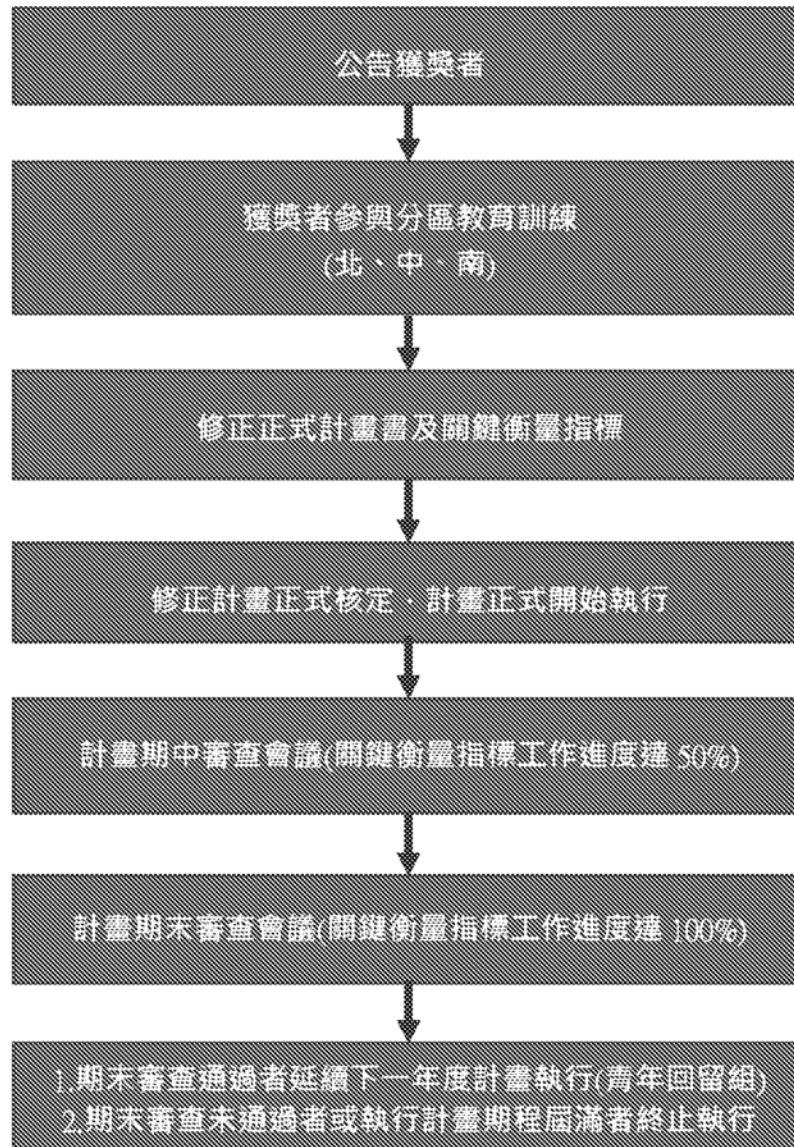 公告獲獎者
獲獎者參與分區教育訓練
(北、中、南)
修正正式計畫書及關鍵衡量指標
修正計畫正式核定，計畫正式開始執行
計畫期中審查會議(關鍵衡量指標工作進度達 50%)
計畫期末審查會議(關鍵衡量指標工作進度達 100%)
1.期末審查通過者延續下一年度計畫執行(青年回留組)
2.期末審查未通過者或執行計畫期程屆滿者終止執行